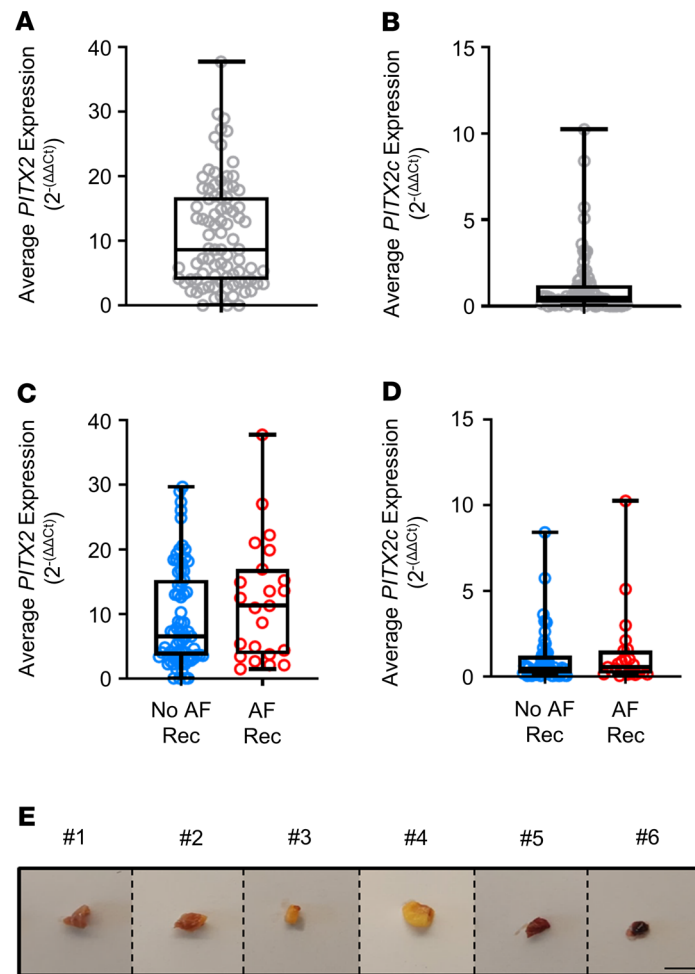 A
Average PITX2 Expression
(2-(ΔΔCt))
40
30
20
10
0
B
Average PITX2c Expression
(2-(ΔΔCt))
15
10
5
0
C
Average PITX2 Expression
(2-(ΔΔCt))
40
30
20
10
0
No AF
Rec
AF
Rec
D
Average PITX2c Expression
(2-(ΔΔCt))
15
10
5
0
No AF
Rec
AF
Rec
E
#1 #2 #3 #4 #5 #6